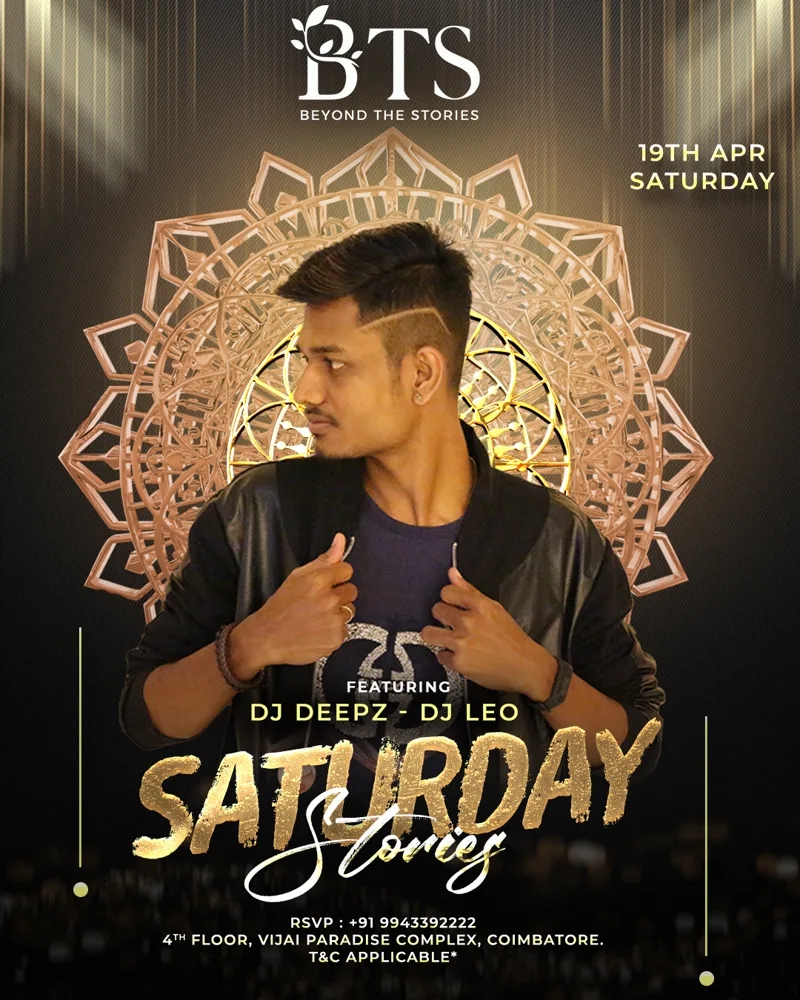 BTS
BEYOND THE STORIES
19TH APR
SATURDAY
FEATURING
DJ DEEPZ - DJ LEO
SATURDAY
Stories
RSVP : +91 9943392222
4TH FLOOR, VIJAI PARADISE COMPLEX, COIMBATORE.
T&C APPLICABLE*